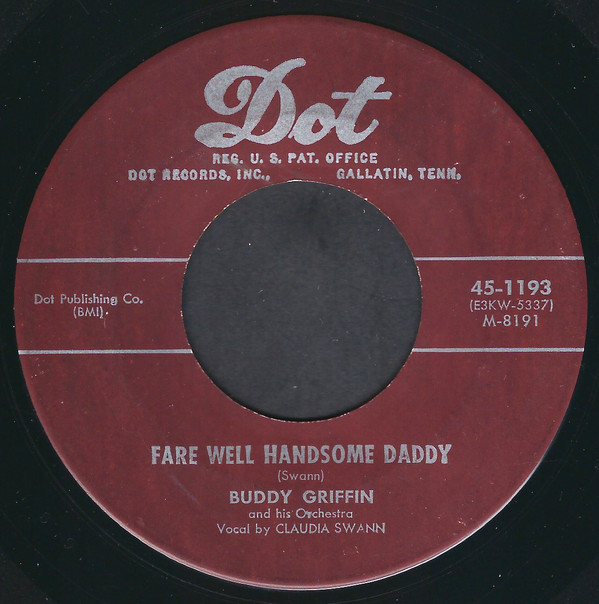 Dot
REG. U. S. PAT. OFFICE
DOT RECORDS, INC., GALLATIN, TENN.
Dot Publishing Co.
(BMI).
45-1193
(E3KW-5337)
M-8191
FARE WELL HANDSOME DADDY
(Swann)
BUDDY GRIFFIN
and his Orchestra
Vocal by CLAUDIA SWANN